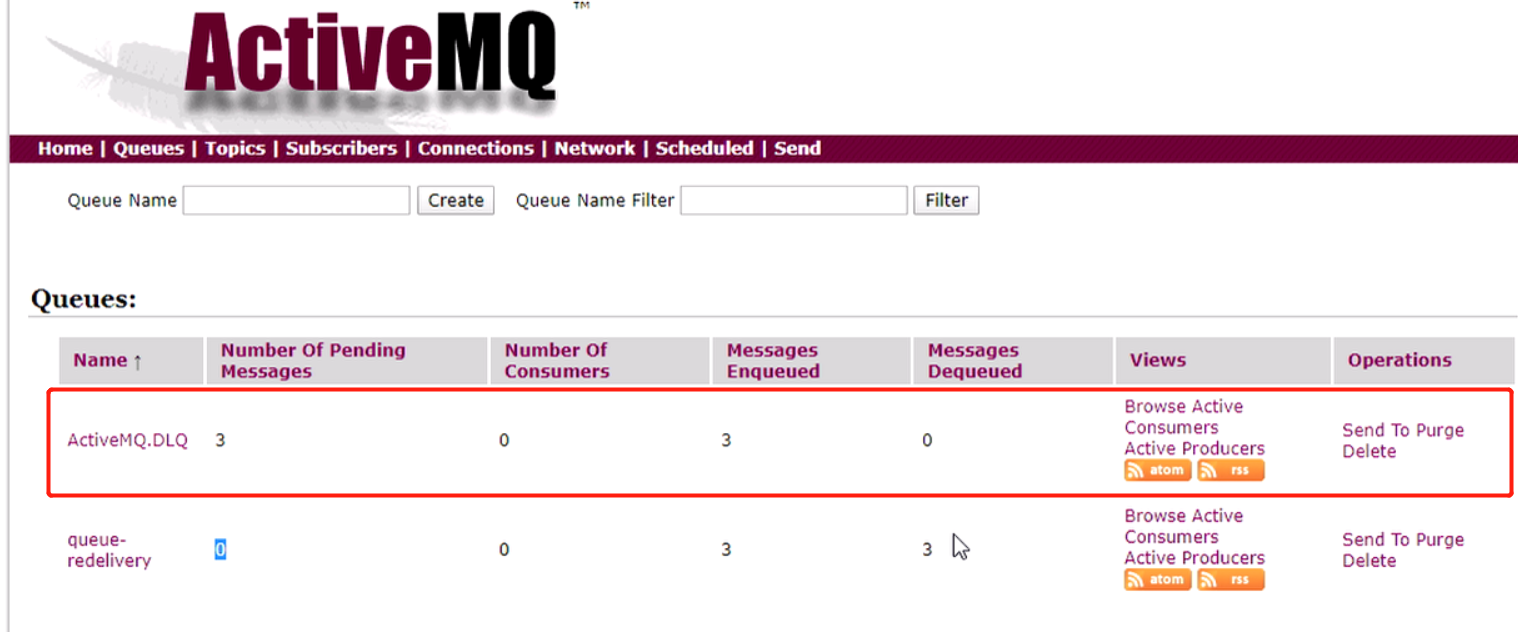 ActiveMQ™
Home | Queues | Topics | Subscribers | Connections | Network | Scheduled | Send
Queue Name Create Queue Name Filter Filter
Queues:
Name ↑
Number Of Pending
Messages
Number Of
Consumers
Messages
Enqueued
Messages
Dequeued
Views
Operations
ActiveMQ.DLQ
3
0
3
0
Browse Active
Consumers
Active Producers
atom rss
Send To Purge
Delete
queue-
redelivery
0
0
3
3
Browse Active
Consumers
Active Producers
atom rss
Send To Purge
Delete